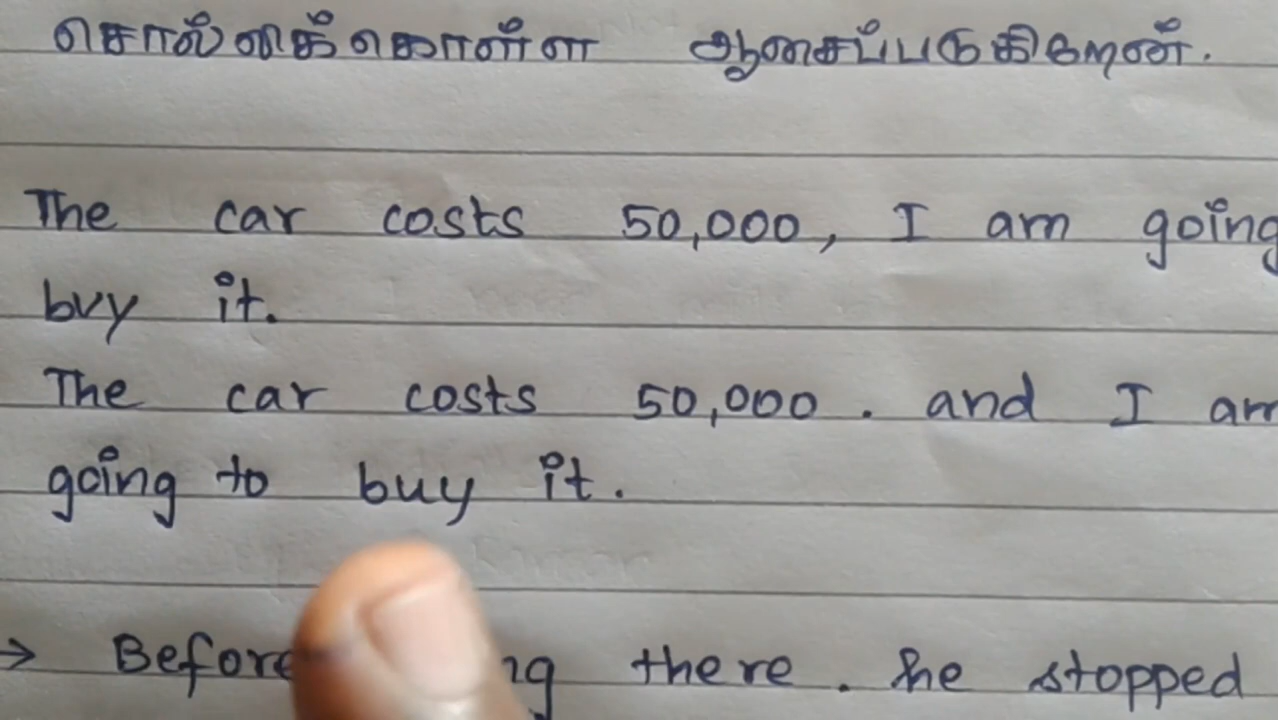 சொல்லிக்கொள்ள ஆசைப்படுகிறேன்.
The car costs 50,000, I am going
buy it.
The car costs 50,000. and I am
going to buy it.
→ Before there. he stopped